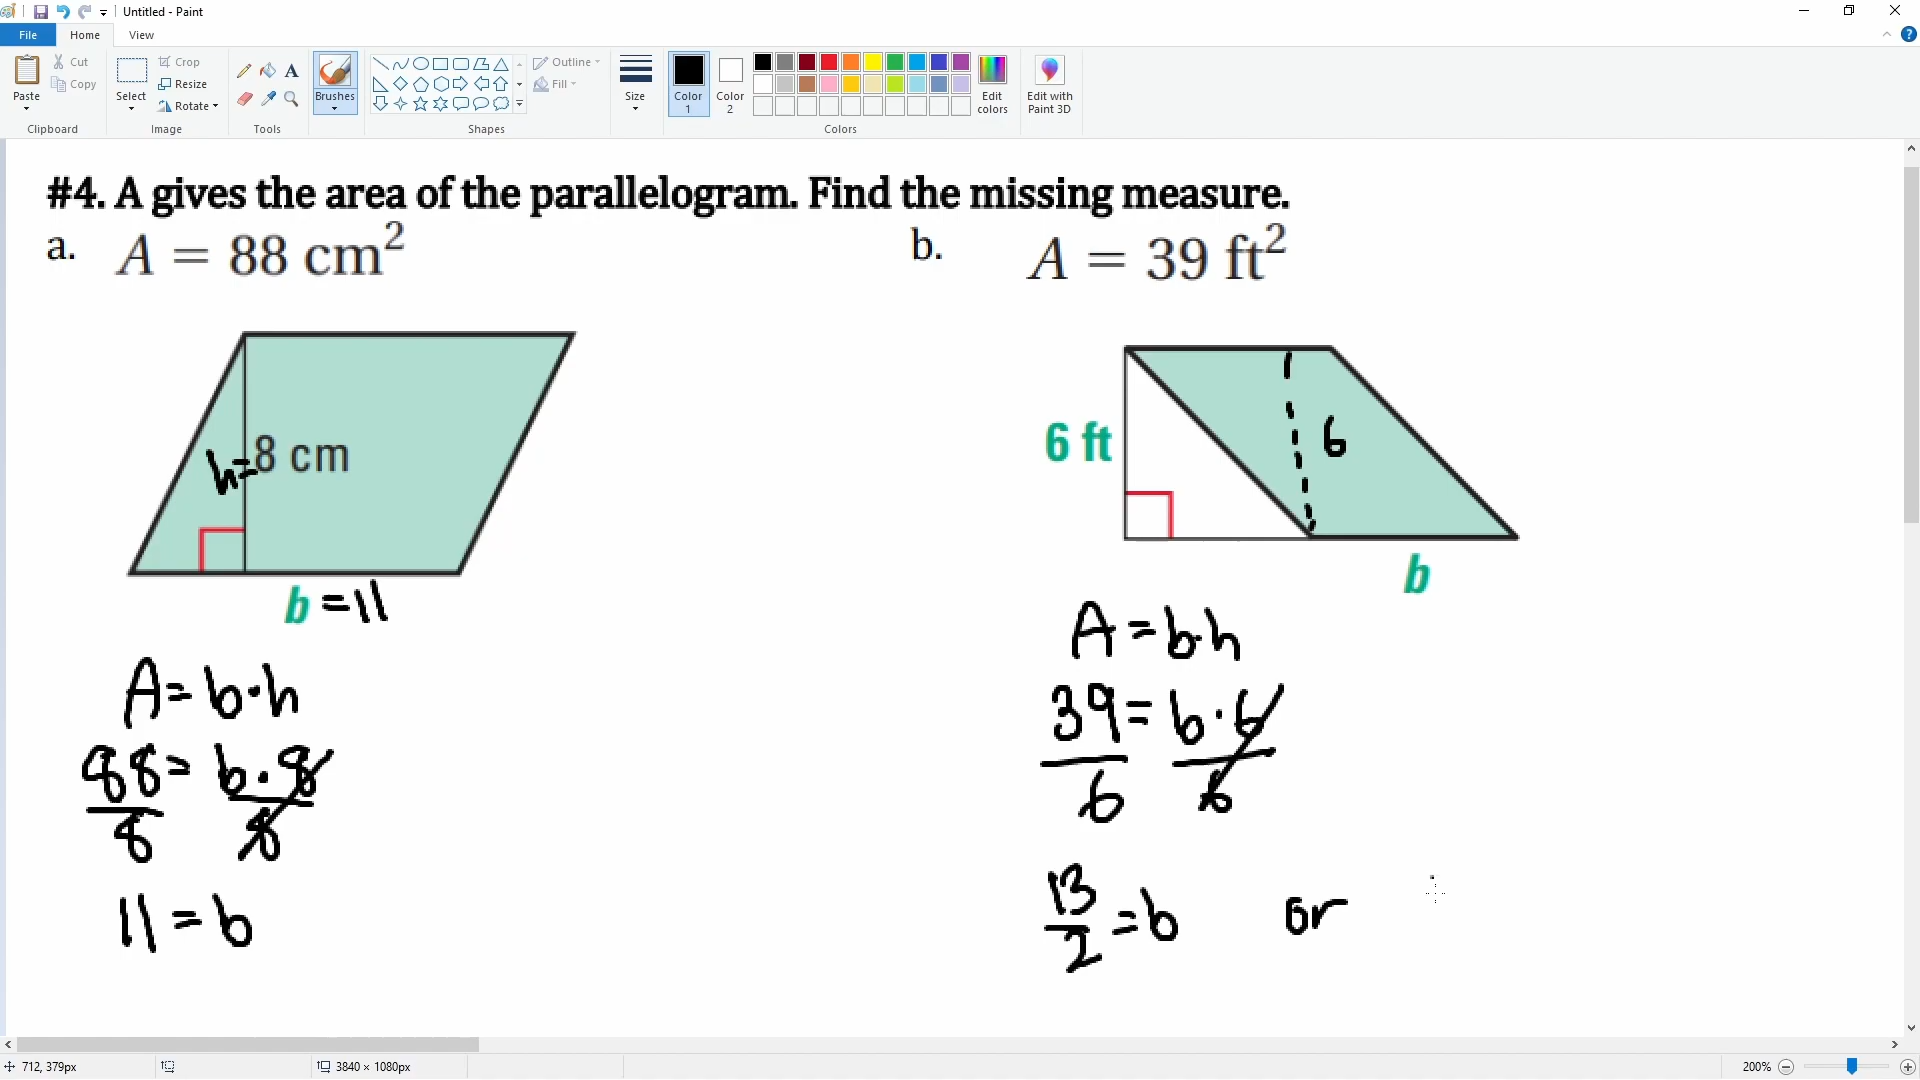 Untitled - Paint
File Home View
Paste
Cut
Copy
Clipboard
Select
Crop
Resize
Rotate
Image
A
Tools
Brushes
Shapes
Outline
Fill
Size
Color 1
Color 2
Colors
Edit colors
Edit with Paint 3D
#4. A gives the area of the parallelogram. Find the missing measure.
a. A = 88 cm²
h= 8 cm
b = 11
A = b · h
88 = b · 8
8 8
11 = b
b. A = 39 ft²
6 ft
6
b
A = b·h
39 = b · 6
6 6
13
2 = b or
712, 379px
3840 × 1080px
200%